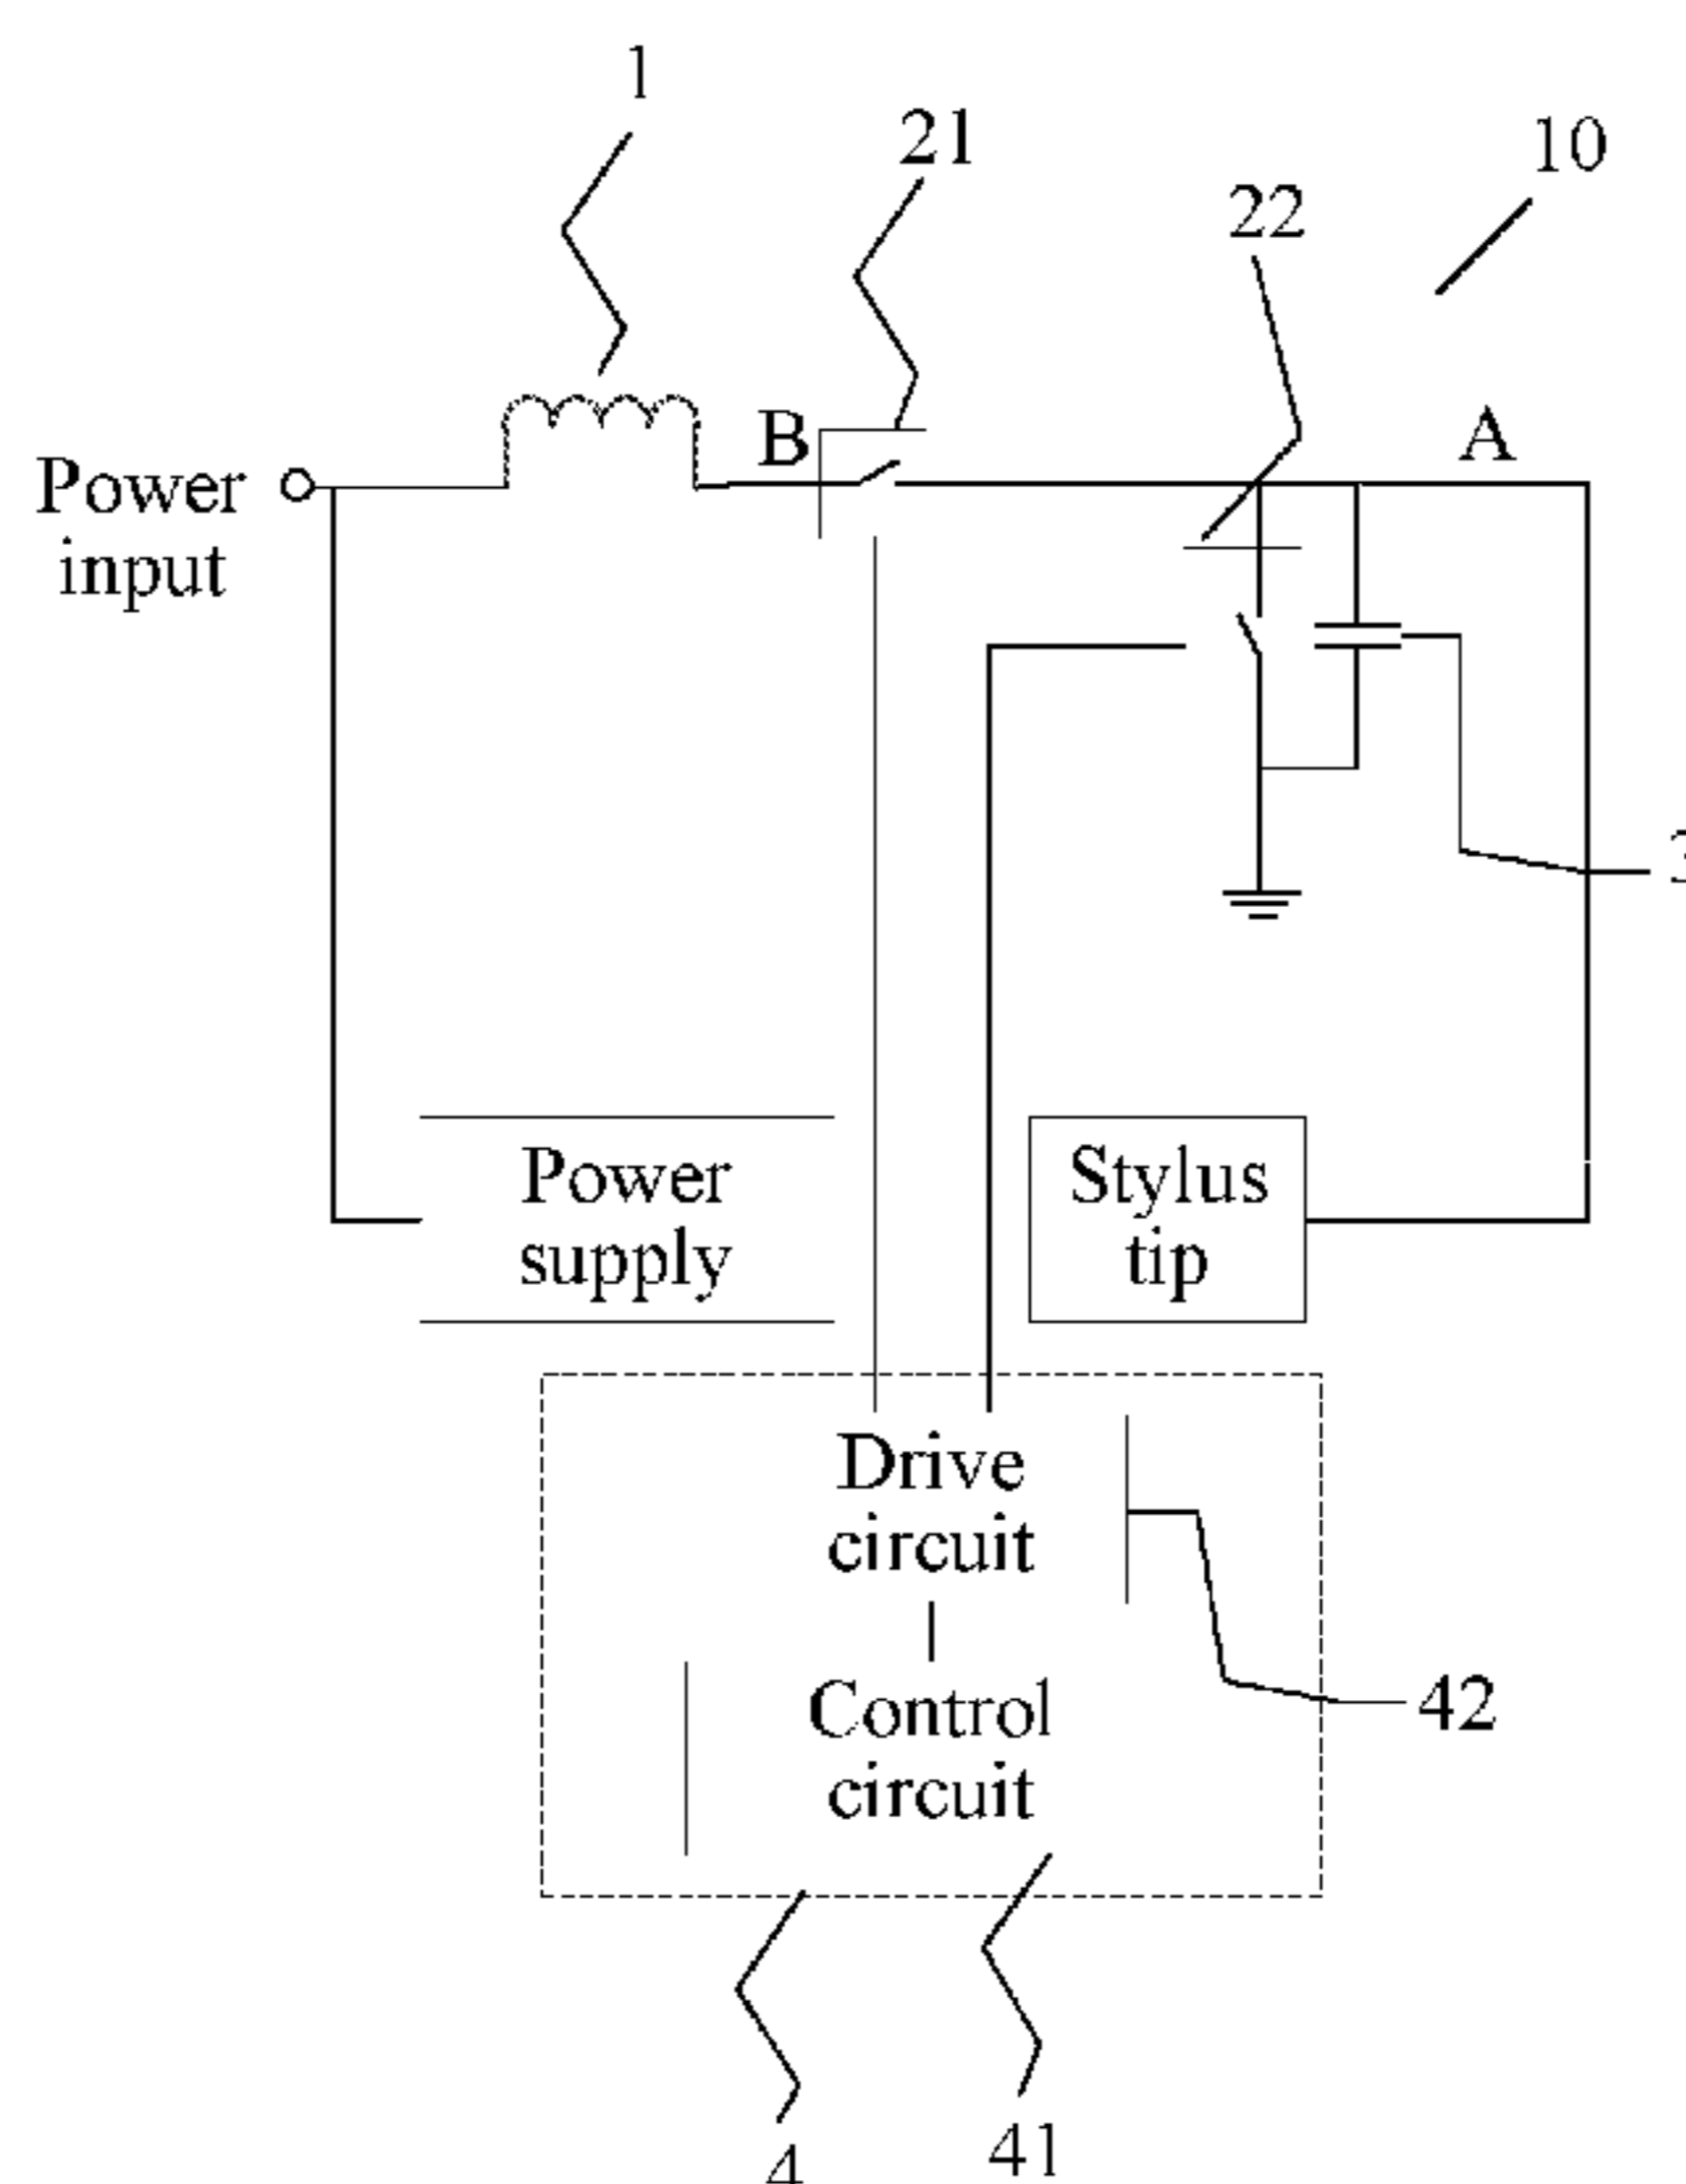 1
21
10
22
B
A
Power
input
3
Power
supply
Stylus
tip
Drive
circuit
Control
circuit
42
4
41